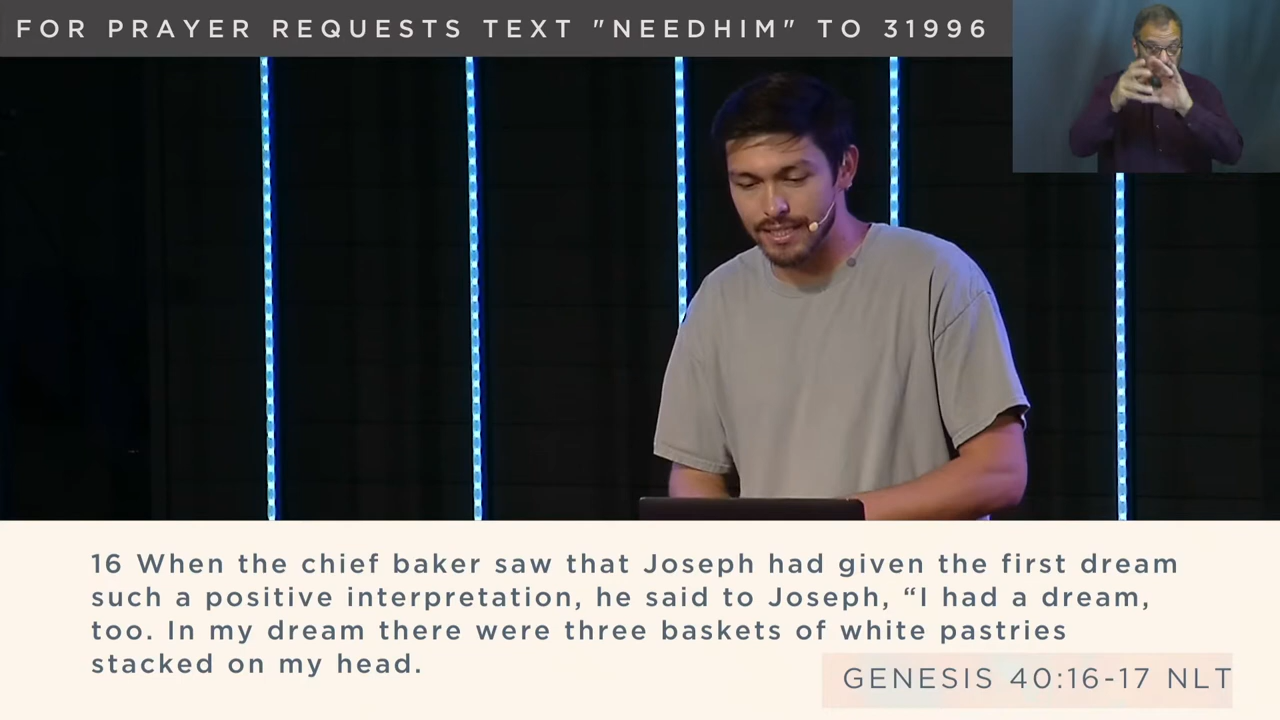 FOR PRAYER REQUESTS TEXT "NEEDHIM" TO 31996
16 When the chief baker saw that Joseph had given the first dream
such a positive interpretation, he said to Joseph, “I had a dream,
too. In my dream there were three baskets of white pastries
stacked on my head.
GENESIS 40:16-17 NLT